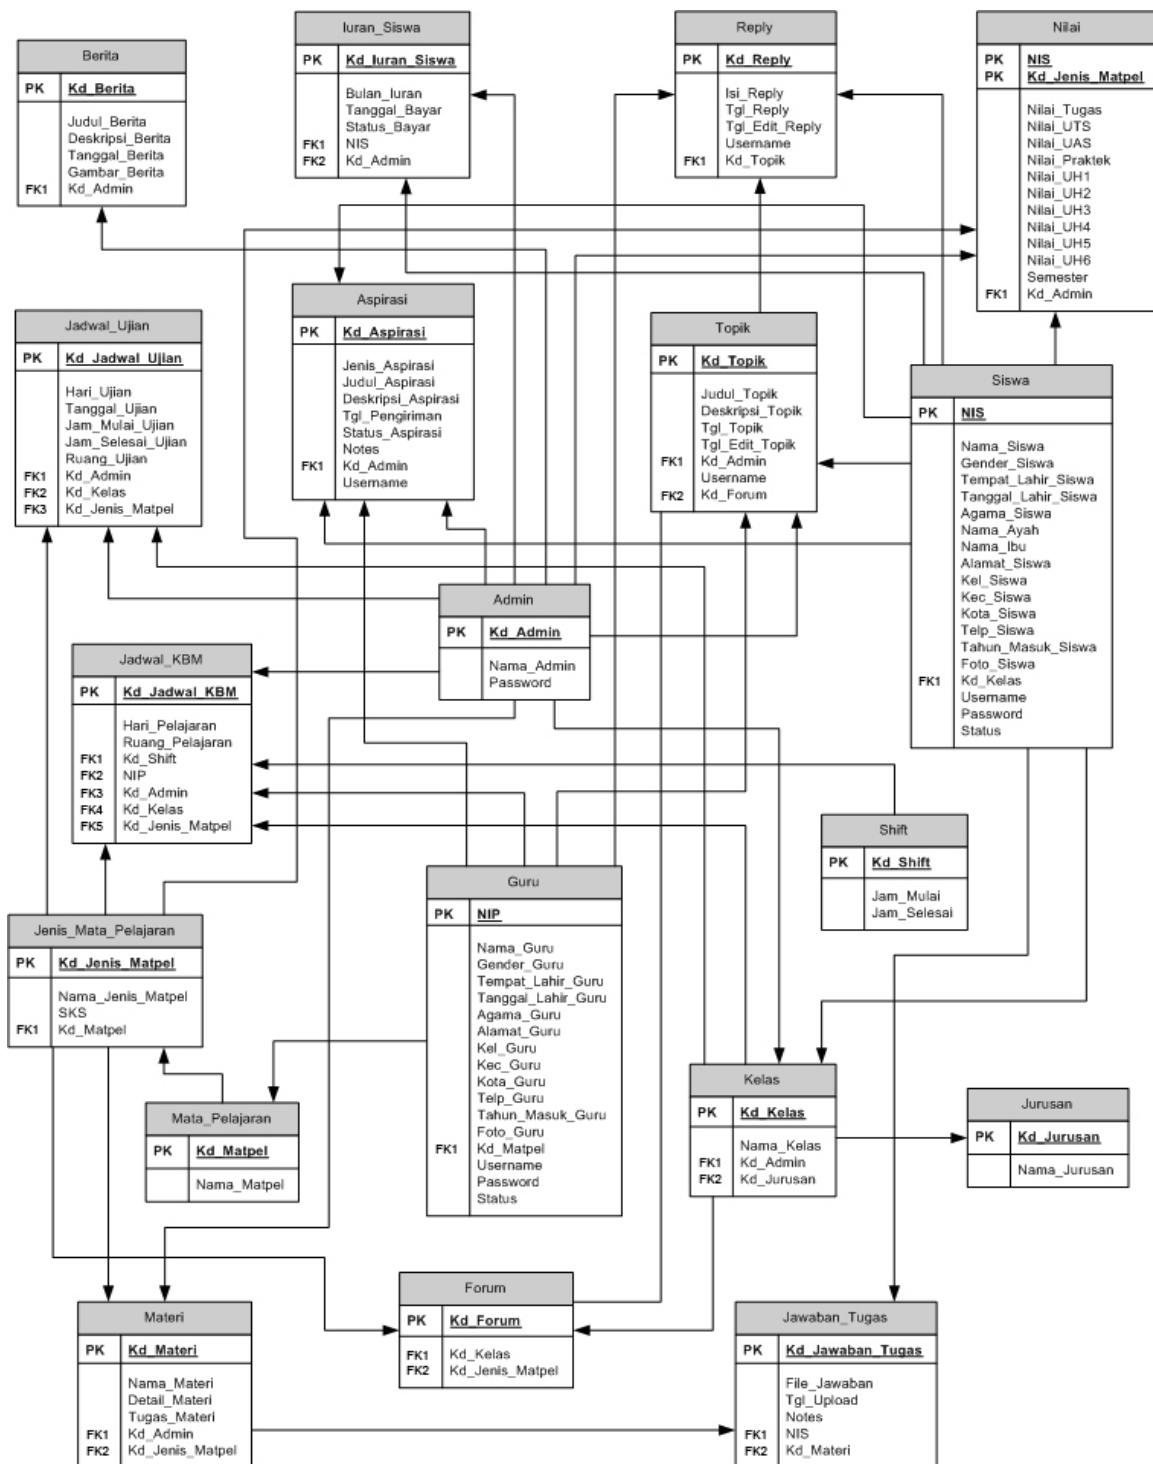 Berita
PK Kd_Berita
Judul_Berita
Deskripsi_Berita
Tanggal_Berita
Gambar_Berita
FK1 Kd_Admin
Iuran_Siswa
PK Kd_Iuran_Siswa
Bulan_Iuran
Tanggal_Bayar
Status_Bayar
FK1 NIS
FK2 Kd_Admin
Reply
PK Kd_Reply
Isi_Reply
Tgl_Reply
Tgl_Edit_Reply
Username
FK1 Kd_Topik
Nilai
PK NIS
PK Kd_Jenis_Matpel
Nilai_Tugas
Nilai_UTS
Nilai_UAS
Nilai_Praktek
Nilai_UH1
Nilai_UH2
Nilai_UH3
Nilai_UH4
Nilai_UH5
Nilai_UH6
Semester
FK1 Kd_Admin
Jadwal_Ujian
PK Kd_Jadwal_Ujian
Hari_Ujian
Tanggal_Ujian
Jam_Mulai_Ujian
Jam_Selesai_Ujian
Ruang_Ujian
FK1 Kd_Admin
FK2 Kd_Kelas
FK3 Kd_Jenis_Matpel
Aspirasi
PK Kd_Aspirasi
Jenis_Aspirasi
Judul_Aspirasi
Deskripsi_Aspirasi
Tgl_Pengiriman
Status_Aspirasi
Notes
FK1 Kd_Admin
Username
Topik
PK Kd_Topik
Judul_Topik
Deskripsi_Topik
Tgl_Topik
Tgl_Edit_Topik
FK1 Kd_Admin
Username
FK2 Kd_Forum
Siswa
PK NIS
Nama_Siswa
Gender_Siswa
Tempat_Lahir_Siswa
Tanggal_Lahir_Siswa
Agama_Siswa
Nama_Ayah
Nama_Ibu
Alamat_Siswa
Kel_Siswa
Kec_Siswa
Kota_Siswa
Telp_Siswa
Tahun_Masuk_Siswa
Foto_Siswa
FK1 Kd_Kelas
Username
Password
Status
Admin
PK Kd_Admin
Nama_Admin
Password
Jadwal_KBM
PK Kd_Jadwal_KBM
Hari_Pelajaran
Ruang_Pelajaran
FK1 Kd_Shift
FK2 NIP
FK3 Kd_Admin
FK4 Kd_Kelas
FK5 Kd_Jenis_Matpel
Shift
PK Kd_Shift
Jam_Mulai
Jam_Selesai
Guru
PK NIP
Nama_Guru
Gender_Guru
Tempat_Lahir_Guru
Tanggal_Lahir_Guru
Agama_Guru
Alamat_Guru
Kel_Guru
Kec_Guru
Kota_Guru
Telp_Guru
Tahun_Masuk_Guru
Foto_Guru
FK1 Kd_Matpel
Username
Password
Status
Jenis_Mata_Pelajaran
PK Kd_Jenis_Matpel
Nama_Jenis_Matpel
SKS
FK1 Kd_Matpel
Mata_Pelajaran
PK Kd_Matpel
Nama_Matpel
Kelas
PK Kd_Kelas
Nama_Kelas
FK1 Kd_Admin
FK2 Kd_Jurusan
Jurusan
PK Kd_Jurusan
Nama_Jurusan
Materi
PK Kd_Materi
Nama_Materi
Detail_Materi
Tugas_Materi
FK1 Kd_Admin
FK2 Kd_Jenis_Matpel
Forum
PK Kd_Forum
FK1 Kd_Kelas
FK2 Kd_Jenis_Matpel
Jawaban_Tugas
PK Kd_Jawaban_Tugas
File_Jawaban
Tgl_Upload
Notes
FK1 NIS
FK2 Kd_Materi